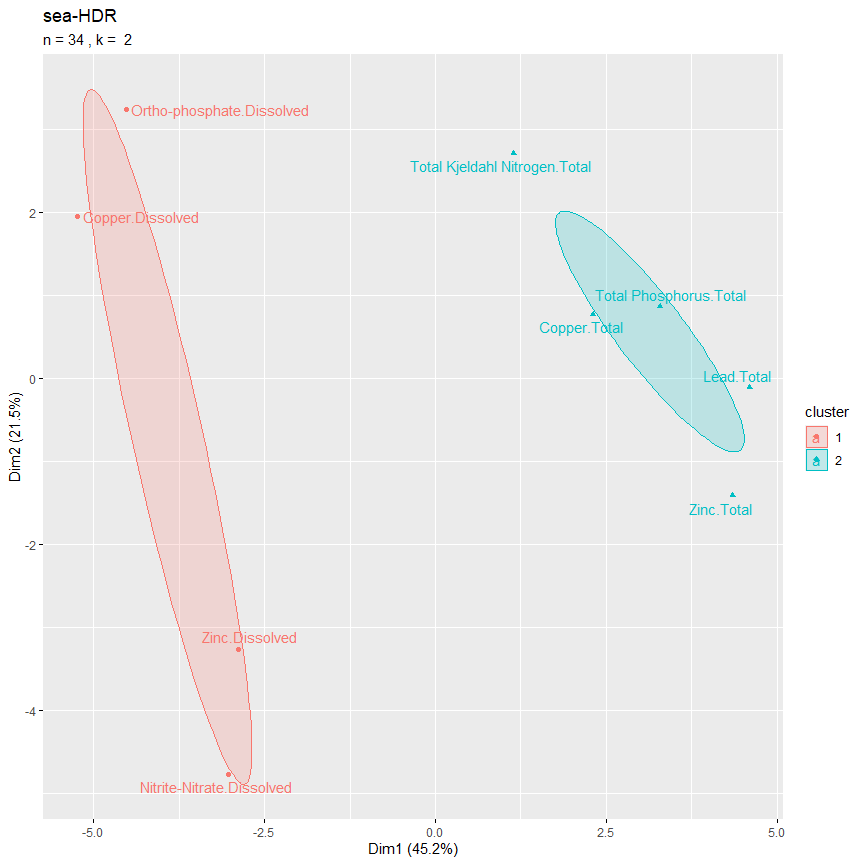 sea-HDR
n = 34 , k =  2
Ortho-phosphate.Dissolved
Total Kjeldahl Nitrogen.Total
Copper.Dissolved
Total Phosphorus.Total
Copper.Total
Lead.Total
Zinc.Total
Zinc.Dissolved
Nitrite-Nitrate.Dissolved
2
0
-2
-4
Dim2 (21.5%)
-5.0 -2.5 0.0 2.5 5.0
Dim1 (45.2%)
cluster
a 1
a 2